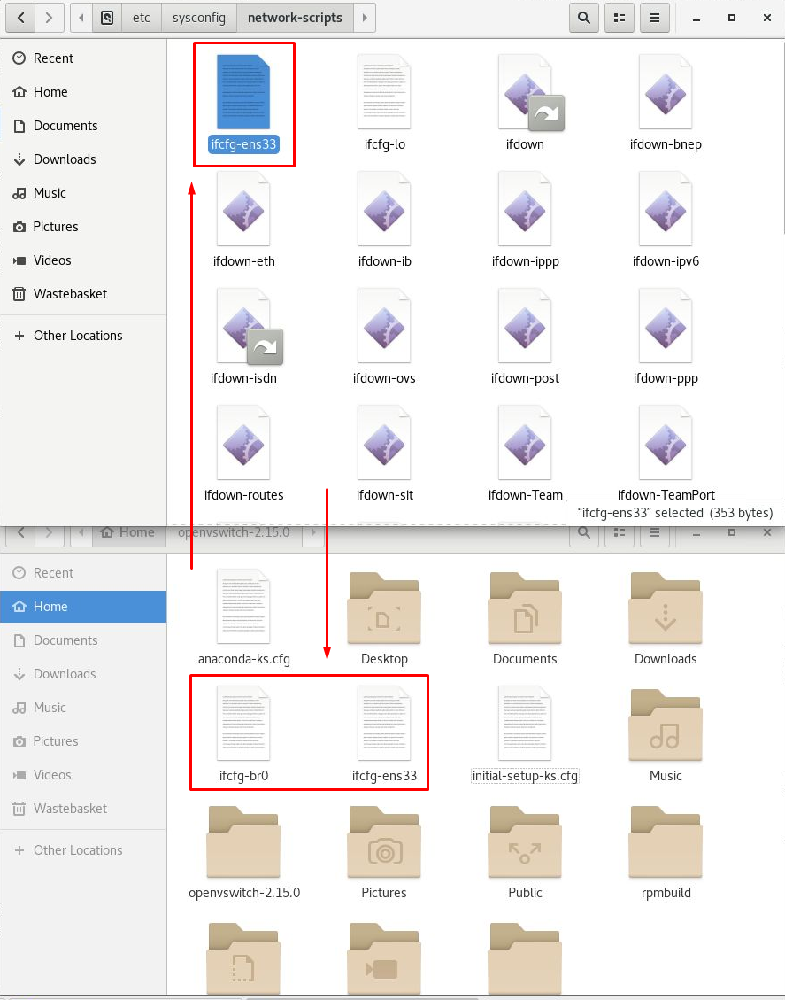 etc sysconfig network-scripts
Recent
Home
Documents
Downloads
Music
Pictures
Videos
Wastebasket
Other Locations
ifcfg-ens33 ifcfg-lo ifdown ifdown-bnep
ifdown-eth ifdown-ib ifdown-ippp ifdown-ipv6
ifdown-isdn ifdown-ovs ifdown-post ifdown-ppp
ifdown-routes ifdown-sit ifdown-Team ifdown-TeamPort
“ifcfg-ens33” selected (353 bytes)
Home openvswitch-2.15.0
Recent
Home
Documents
Downloads
Music
Pictures
Videos
Wastebasket
Other Locations
anaconda-ks.cfg Desktop Documents Downloads
ifcfg-br0 ifcfg-ens33 initial-setup-ks.cfg Music
openvswitch-2.15.0 Pictures Public rpmbuild